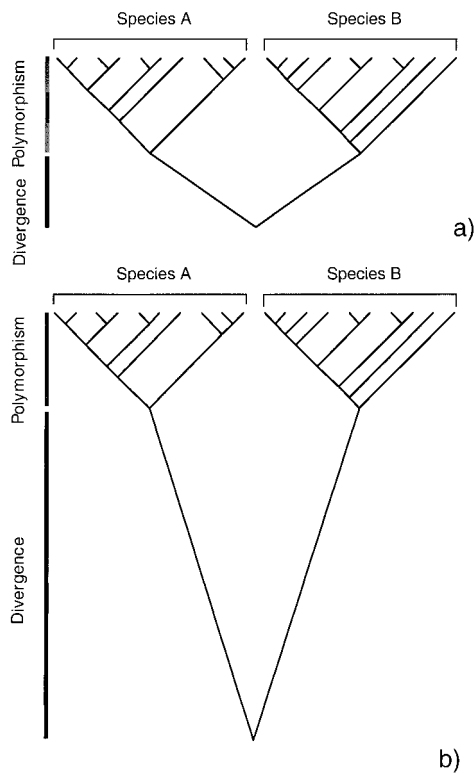 Species A Species B
Polymorphism
Divergence
a)
Species A Species B
Polymorphism
Divergence
b)